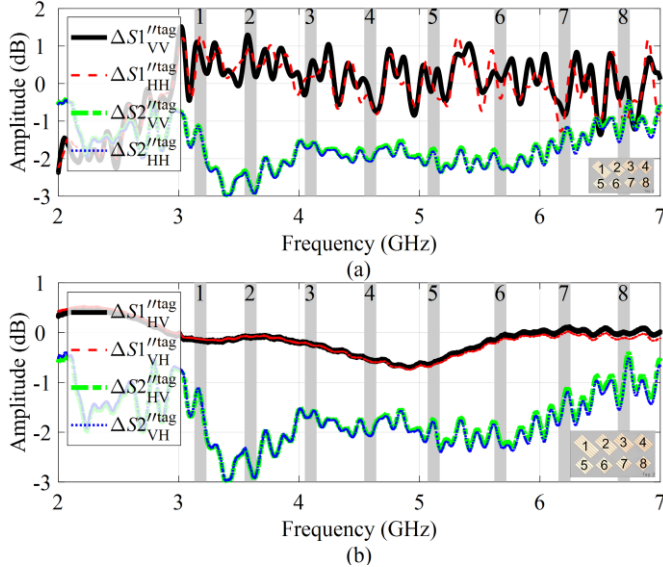 1 2 3 4 5 6 7 8
2
1
0
-1
-2
-3
Amplitude (dB)
ΔS1′′tag VV
ΔS1′′tag HH
ΔS2′′tag VV
ΔS2′′tag HH
1 2 3 4
5 6 7 8
2 3 4 5 6 7
Frequency (GHz)
(a)
1 2 3 4 5 6 7 8
1
0
-1
-2
-3
Amplitude (dB)
ΔS1′′tag HV
ΔS1′′tag VH
ΔS2′′tag HV
ΔS2′′tag VH
1 2 3 4
5 6 7 8
2 3 4 5 6 7
Frequency (GHz)
(b)